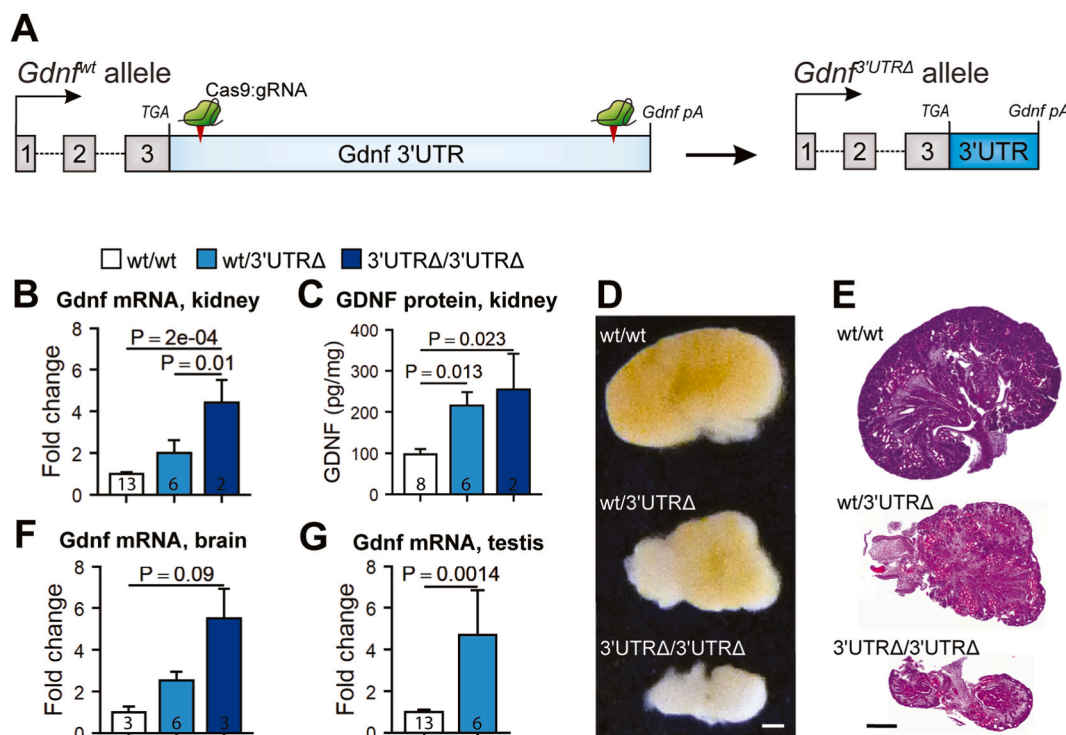 A
Gdnf^wt allele
Cas9:gRNA
TGA
Gdnf pA
1 2 3 Gdnf 3'UTR
Gdnf^3'UTRΔ allele
TGA
Gdnf pA
1 2 3 3'UTR
wt/wt wt/3'UTRΔ 3'UTRΔ/3'UTRΔ
B Gdnf mRNA, kidney
Fold change
8
6
4
2
0
P = 2e-04
P = 0.01
13 6 2
C GDNF protein, kidney
GDNF (pg/mg)
400
300
200
100
0
P = 0.023
P = 0.013
8 6 2
D
wt/wt
wt/3'UTRΔ
3'UTRΔ/3'UTRΔ
E
wt/wt
wt/3'UTRΔ
3'UTRΔ/3'UTRΔ
F Gdnf mRNA, brain
Fold change
8
6
4
2
0
P = 0.09
3 6 3
G Gdnf mRNA, testis
Fold change
8
6
4
2
0
P = 0.0014
13 6